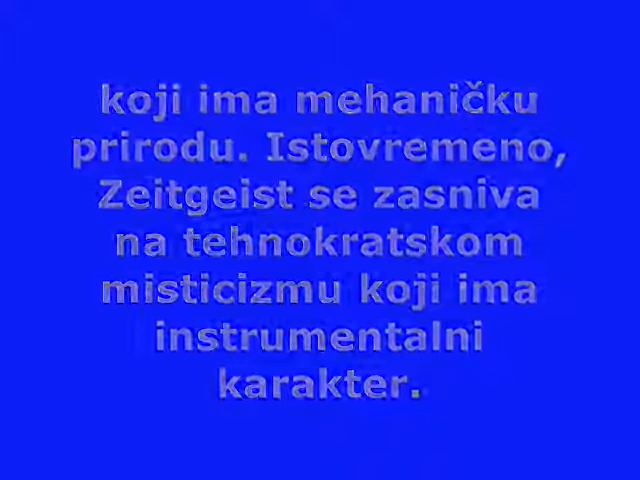 koji ima mehaničku
prirodu. Istovremeno,
Zeitgeist se zasniva
na tehnokratskom
misticizmu koji ima
instrumentalni
karakter.